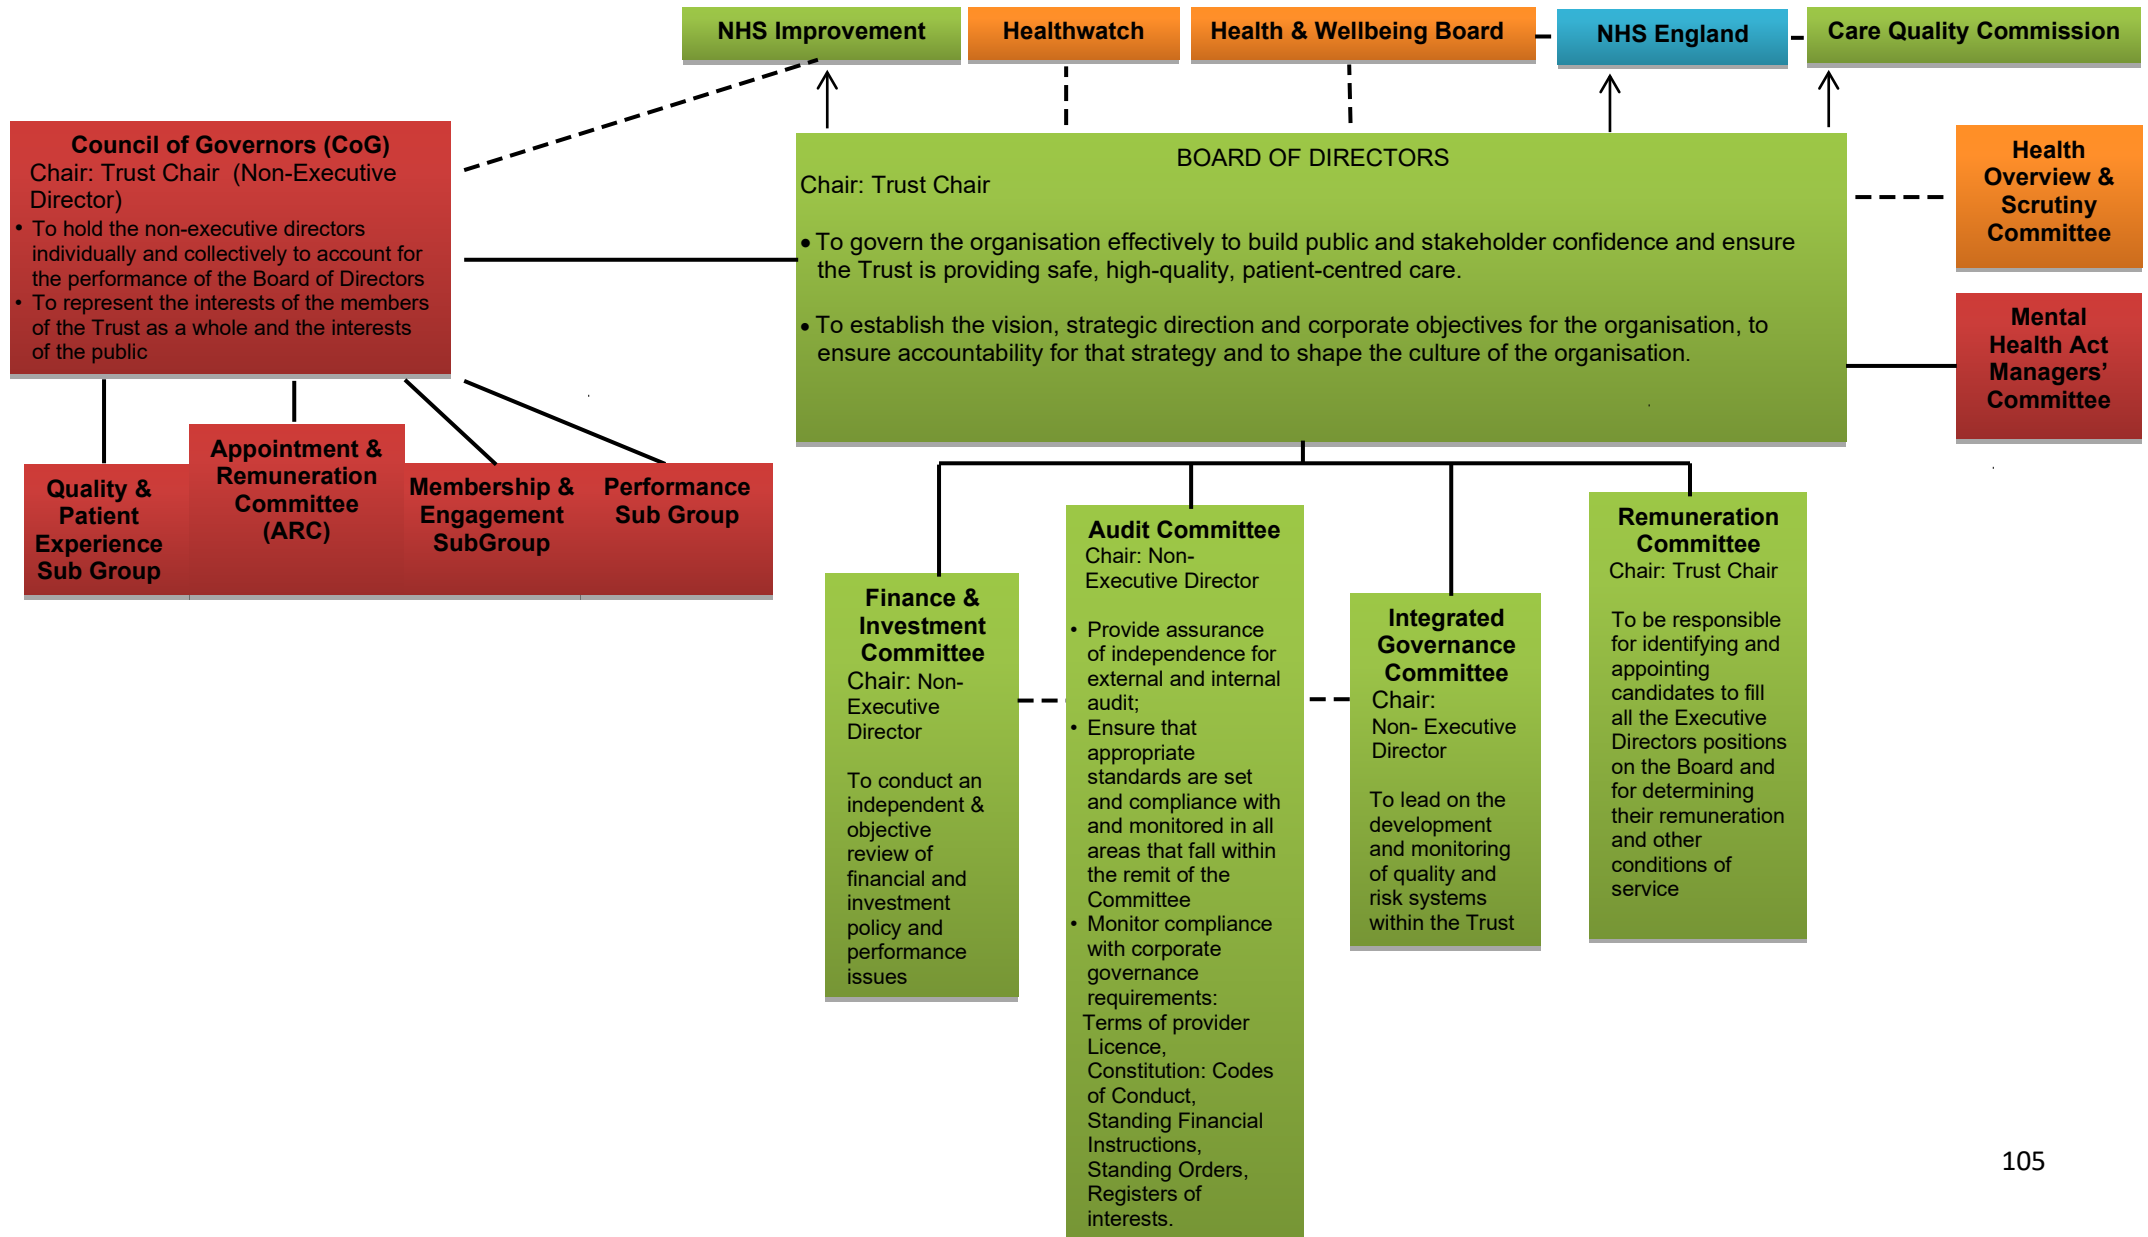 NHS Improvement
Healthwatch
Health & Wellbeing Board
NHS England
Care Quality Commission
Council of Governors (CoG)
Chair: Trust Chair (Non-Executive
Director)
• To hold the non-executive directors
individually and collectively to account for
the performance of the Board of Directors
• To represent the interests of the members
of the Trust as a whole and the interests
of the public
BOARD OF DIRECTORS
Chair: Trust Chair
• To govern the organisation effectively to build public and stakeholder confidence and ensure
the Trust is providing safe, high-quality, patient-centred care.
• To establish the vision, strategic direction and corporate objectives for the organisation, to
ensure accountability for that strategy and to shape the culture of the organisation.
Health
Overview &
Scrutiny
Committee
Mental
Health Act
Managers’
Committee
Quality &
Patient
Experience
Sub Group
Appointment &
Remuneration
Committee
(ARC)
Membership &
Engagement
SubGroup
Performance
Sub Group
Finance &
Investment
Committee
Chair: Non-
Executive
Director
To conduct an
independent &
objective
review of
financial and
investment
policy and
performance
issues
Audit Committee
Chair: Non-
Executive Director
• Provide assurance
of independence for
external and internal
audit;
• Ensure that
appropriate
standards are set
and compliance with
and monitored in all
areas that fall within
the remit of the
Committee
• Monitor compliance
with corporate
governance
requirements:
Terms of provider
Licence,
Constitution: Codes
of Conduct,
Standing Financial
Instructions,
Standing Orders,
Registers of
interests.
Integrated
Governance
Committee
Chair:
Non- Executive
Director
To lead on the
development
and monitoring
of quality and
risk systems
within the Trust
Remuneration
Committee
Chair: Trust Chair
To be responsible
for identifying and
appointing
candidates to fill
all the Executive
Directors positions
on the Board and
for determining
their remuneration
and other
conditions of
service
105